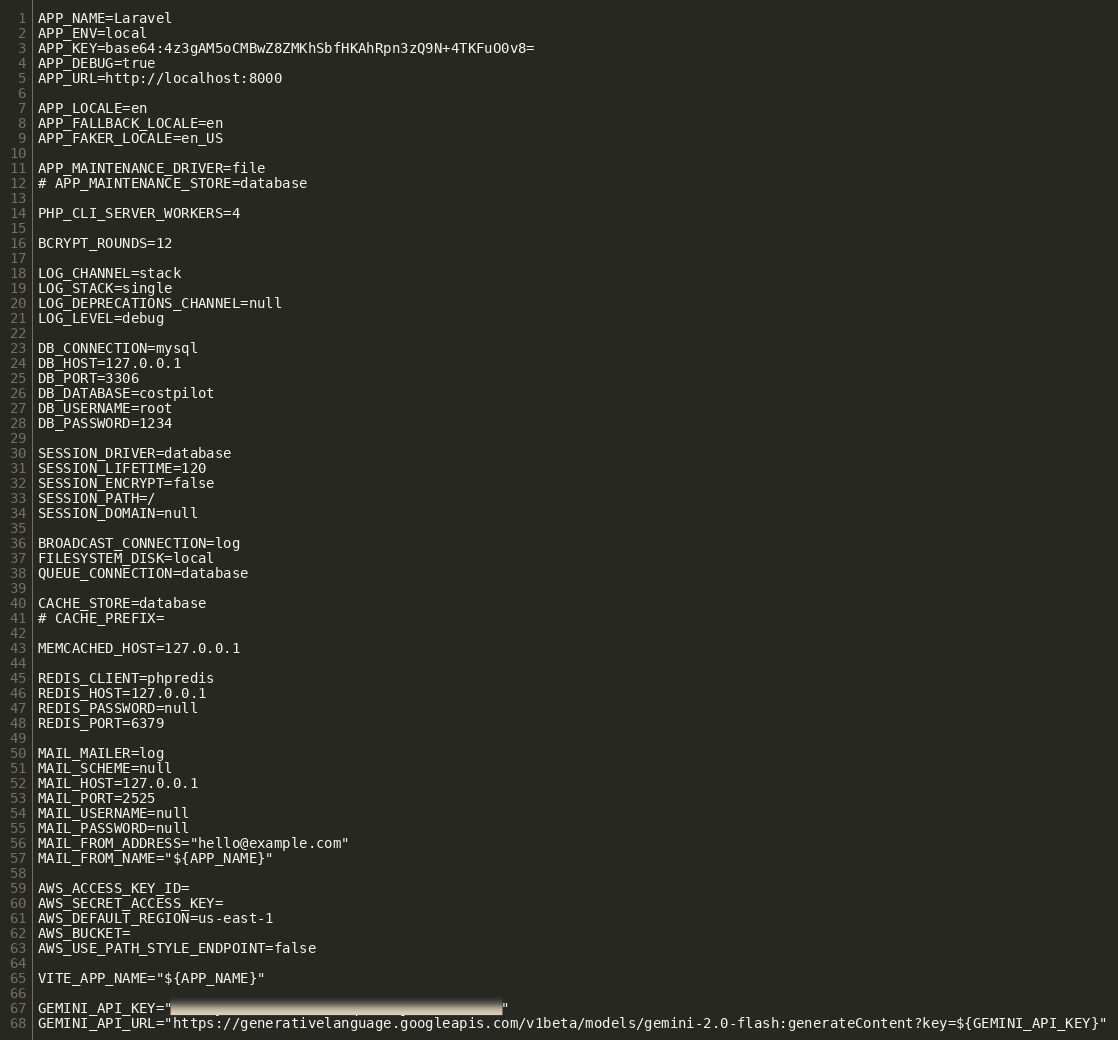 1 APP_NAME=Laravel
2 APP_ENV=local
3 APP_KEY=base64:4z3gAM5oCMBwZ8ZMKhSbfHKAhRpn3zQ9N+4TKFuO0v8=
4 APP_DEBUG=true
5 APP_URL=http://localhost:8000
6
7 APP_LOCALE=en
8 APP_FALLBACK_LOCALE=en
9 APP_FAKER_LOCALE=en_US
10
11 APP_MAINTENANCE_DRIVER=file
12 # APP_MAINTENANCE_STORE=database
13
14 PHP_CLI_SERVER_WORKERS=4
15
16 BCRYPT_ROUNDS=12
17
18 LOG_CHANNEL=stack
19 LOG_STACK=single
20 LOG_DEPRECATIONS_CHANNEL=null
21 LOG_LEVEL=debug
22
23 DB_CONNECTION=mysql
24 DB_HOST=127.0.0.1
25 DB_PORT=3306
26 DB_DATABASE=costpilot
27 DB_USERNAME=root
28 DB_PASSWORD=1234
29
30 SESSION_DRIVER=database
31 SESSION_LIFETIME=120
32 SESSION_ENCRYPT=false
33 SESSION_PATH=/
34 SESSION_DOMAIN=null
35
36 BROADCAST_CONNECTION=log
37 FILESYSTEM_DISK=local
38 QUEUE_CONNECTION=database
39
40 CACHE_STORE=database
41 # CACHE_PREFIX=
42
43 MEMCACHED_HOST=127.0.0.1
44
45 REDIS_CLIENT=phpredis
46 REDIS_HOST=127.0.0.1
47 REDIS_PASSWORD=null
48 REDIS_PORT=6379
49
50 MAIL_MAILER=log
51 MAIL_SCHEME=null
52 MAIL_HOST=127.0.0.1
53 MAIL_PORT=2525
54 MAIL_USERNAME=null
55 MAIL_PASSWORD=null
56 MAIL_FROM_ADDRESS="hello@example.com"
57 MAIL_FROM_NAME="${APP_NAME}"
58
59 AWS_ACCESS_KEY_ID=
60 AWS_SECRET_ACCESS_KEY=
61 AWS_DEFAULT_REGION=us-east-1
62 AWS_BUCKET=
63 AWS_USE_PATH_STYLE_ENDPOINT=false
64
65 VITE_APP_NAME="${APP_NAME}"
66
67 GEMINI_API_KEY=""
68 GEMINI_API_URL="https://generativelanguage.googleapis.com/v1beta/models/gemini-2.0-flash:generateContent?key=${GEMINI_API_KEY}"